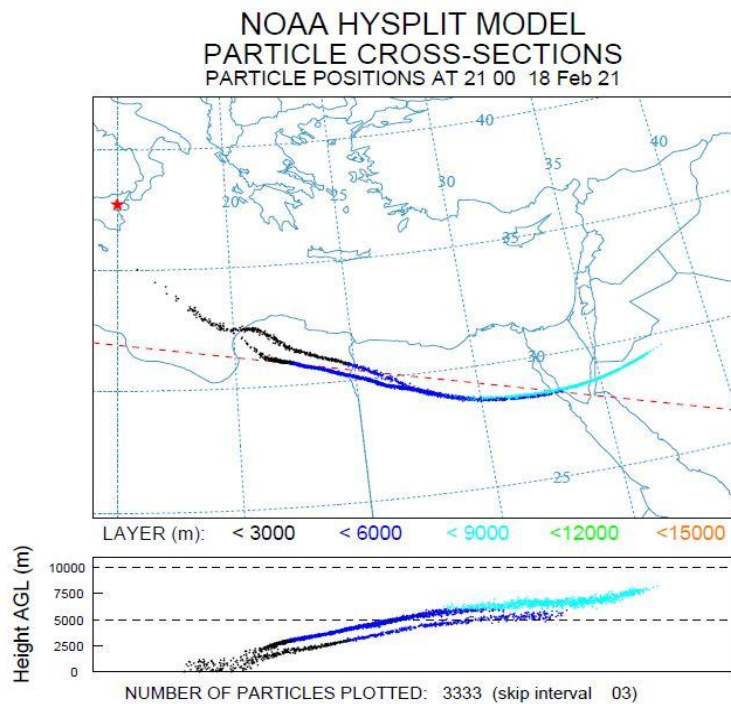 NOAA HYSPLIT MODEL
PARTICLE CROSS-SECTIONS
PARTICLE POSITIONS AT 21 00 18 Feb 21
40
40
35
30
25
20
15
35
30
25
LAYER (m): < 3000 < 6000 < 9000 <12000 <15000
Height AGL (m)
10000
7500
5000
2500
0
NUMBER OF PARTICLES PLOTTED: 3333 (skip interval 03)